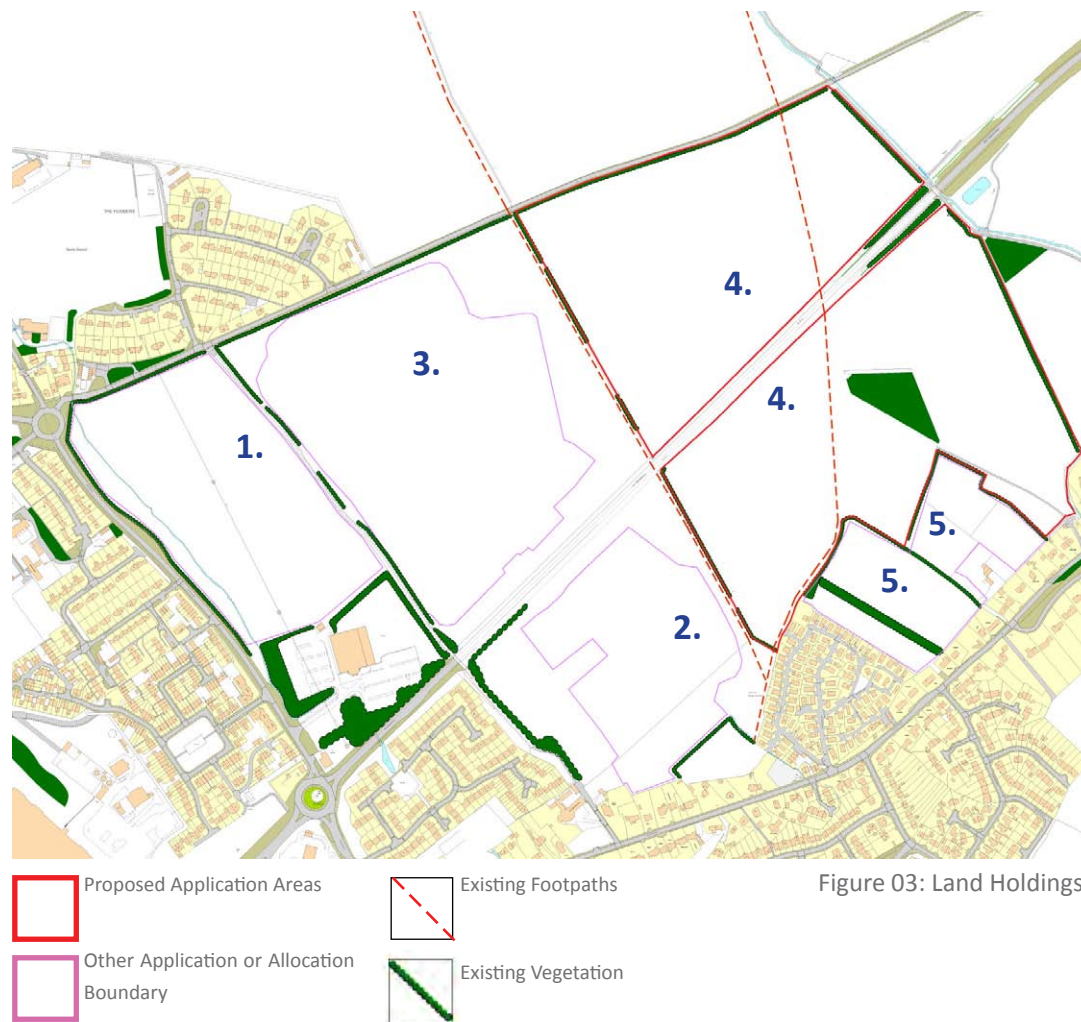 4.
3.
4.
1.
5.
5.
2.
Proposed Application Areas
Existing Footpaths
Figure 03: Land Holdings
Other Application or Allocation
Boundary
Existing Vegetation